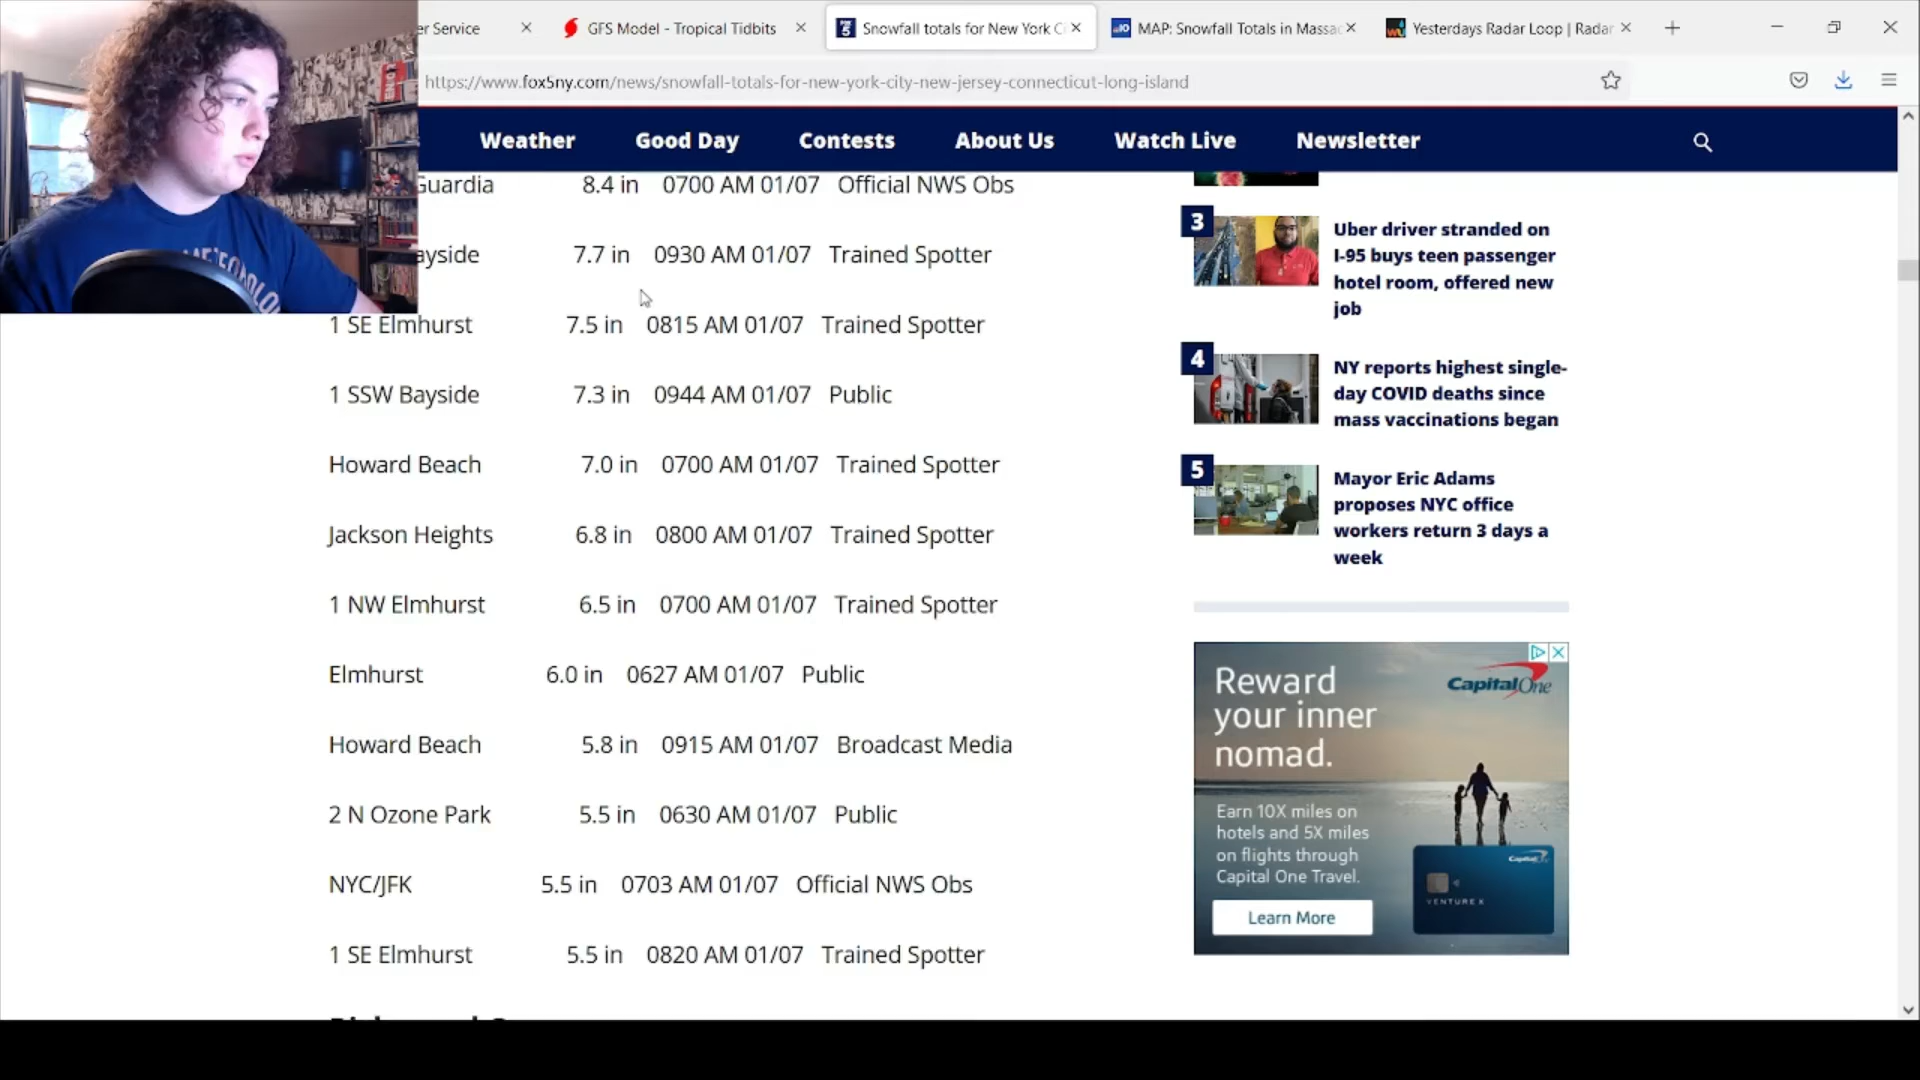 er Service
GFS Model - Tropical Tidbits
Snowfall totals for New York C
MAP: Snowfall Totals in Massac
Yesterdays Radar Loop | Radar
https://www.fox5ny.com/news/snowfall-totals-for-new-york-city-new-jersey-connecticut-long-island
Weather
Good Day
Contests
About Us
Watch Live
Newsletter
Guardia 8.4 in 0700 AM 01/07 Official NWS Obs
ayside 7.7 in 0930 AM 01/07 Trained Spotter
1 SE Elmhurst 7.5 in 0815 AM 01/07 Trained Spotter
1 SSW Bayside 7.3 in 0944 AM 01/07 Public
Howard Beach 7.0 in 0700 AM 01/07 Trained Spotter
Jackson Heights 6.8 in 0800 AM 01/07 Trained Spotter
1 NW Elmhurst 6.5 in 0700 AM 01/07 Trained Spotter
Elmhurst 6.0 in 0627 AM 01/07 Public
Howard Beach 5.8 in 0915 AM 01/07 Broadcast Media
2 N Ozone Park 5.5 in 0630 AM 01/07 Public
NYC/JFK 5.5 in 0703 AM 01/07 Official NWS Obs
1 SE Elmhurst 5.5 in 0820 AM 01/07 Trained Spotter
3
Uber driver stranded on
I-95 buys teen passenger
hotel room, offered new
job
4
NY reports highest single-
day COVID deaths since
mass vaccinations began
5
Mayor Eric Adams
proposes NYC office
workers return 3 days a
week
Reward
your inner
nomad.
Capital One
Earn 10X miles on
hotels and 5X miles
on flights through
Capital One Travel.
Learn More
Capital One
VENTURE X